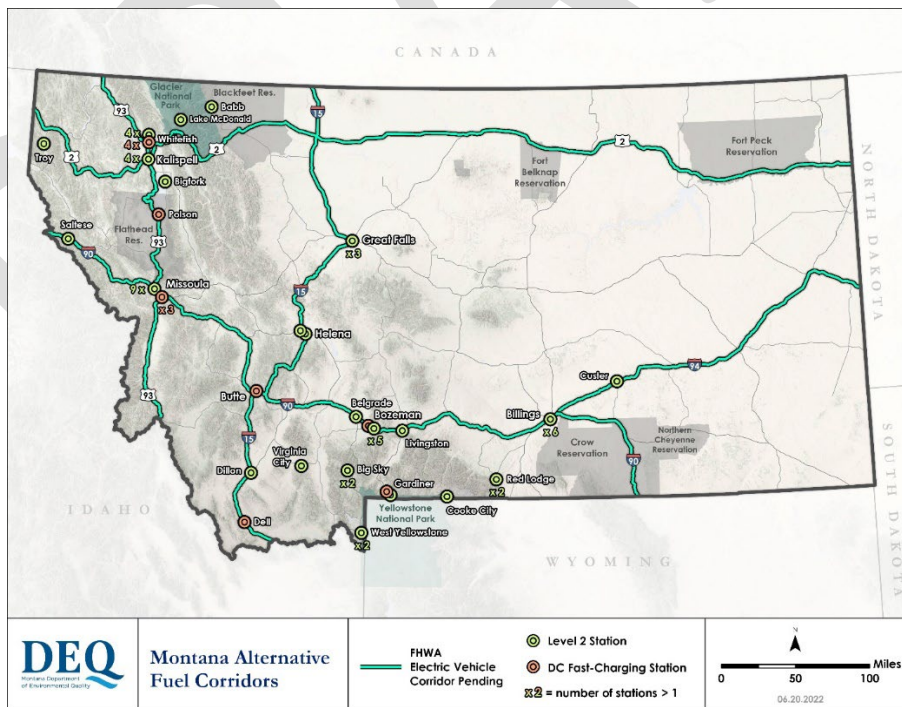 CANADA
Glacier
National
Park
Blackfeet Res.
Babb
Lake McDonald
93
15
4 x
Whitefish
4 x
4 x
Kalispell
Troy
2
2
2
Fort Peck
Reservation
Fort
Belknap
Reservation
Bigfork
NORTH DAKOTA
Polson
Flathead
Res.
93
Saltese
90
Great Falls
x 3
Missoula
9 x
x 3
15
Helena
94
Custer
93
Butte
90
Belgrade
Bozeman
x 5
Livingston
Billings
x 6
Crow
Reservation
Northern
Cheyenne
Reservation
90
15
Dillon
Virginia
City
Big Sky
x 2
Gardiner
Red Lodge
x 2
Cooke City
Yellowstone
National Park
Dell
West Yellowstone
x 2
IDAHO
WYOMING
SOUTH DAKOTA
DEQ
Montana Department
of Environmental Quality
Montana Alternative
Fuel Corridors
FHWA
Electric Vehicle
Corridor Pending
Level 2 Station
DC Fast-Charging Station
x 2 = number of stations > 1
N
Miles
0 50 100
06.20.2022